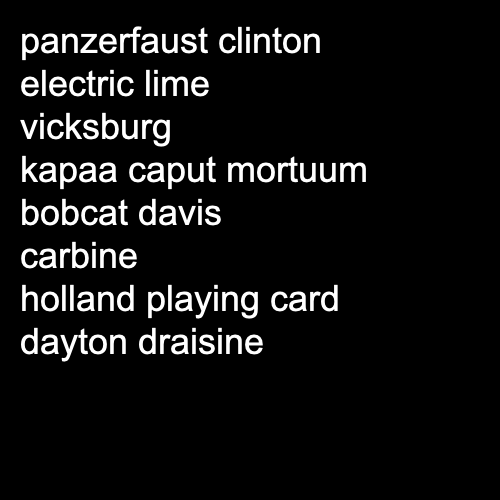 panzerfaust clinton
electric lime
vicksburg
kapaa caput mortuum
bobcat davis
carbine
holland playing card
dayton draisine